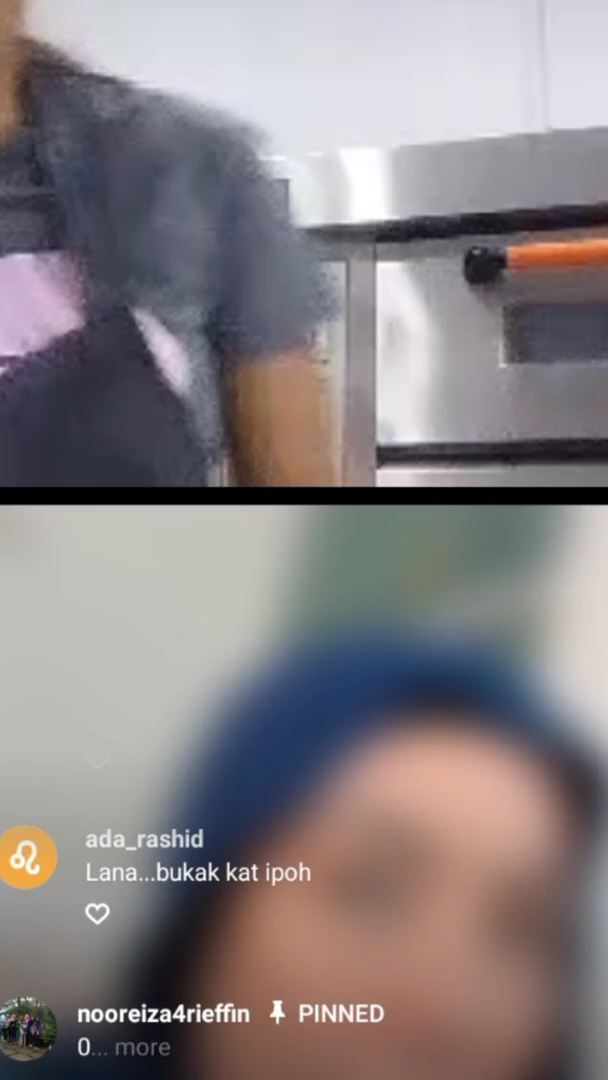 ada_rashid
Lana...bukak kat ipoh
nooreiza4rieffin PINNED
0... more